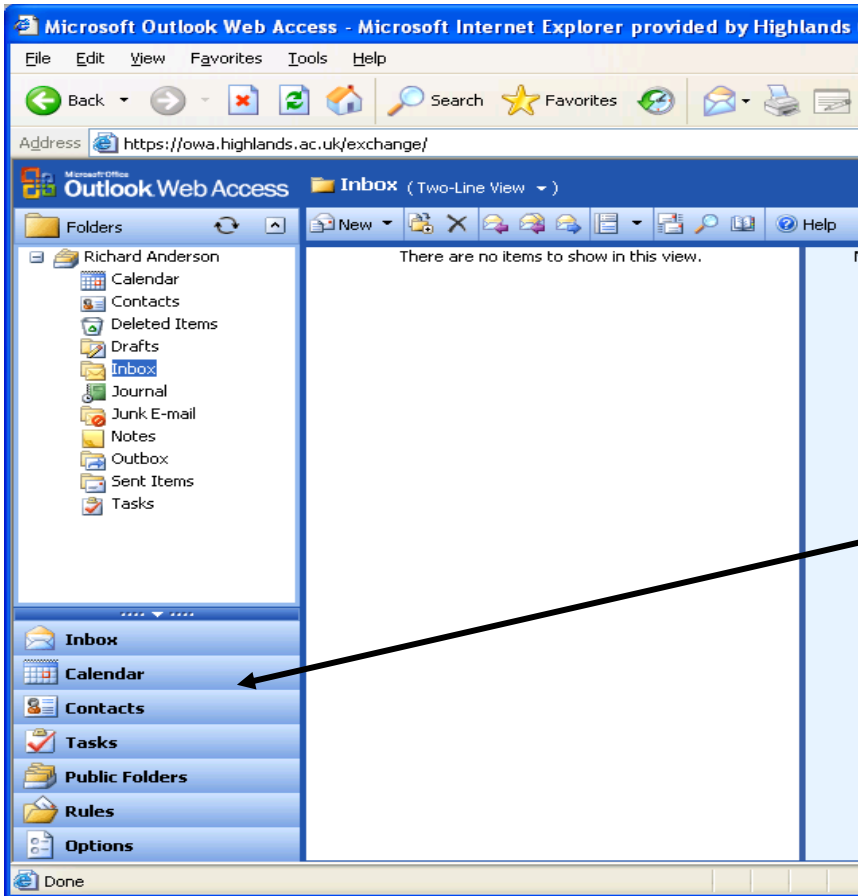 Microsoft Outlook Web Access - Microsoft Internet Explorer provided by Highlands
File Edit View Favorites Tools Help
Back Search Favorites
Address https://owa.highlands.ac.uk/exchange/
Microsoft Office
Outlook Web Access Inbox (Two-Line View)
Folders New Help
Richard Anderson There are no items to show in this view.
Calendar
Contacts
Deleted Items
Drafts
Inbox
Journal
Junk E-mail
Notes
Outbox
Sent Items
Tasks
Inbox
Calendar
Contacts
Tasks
Public Folders
Rules
Options
Done